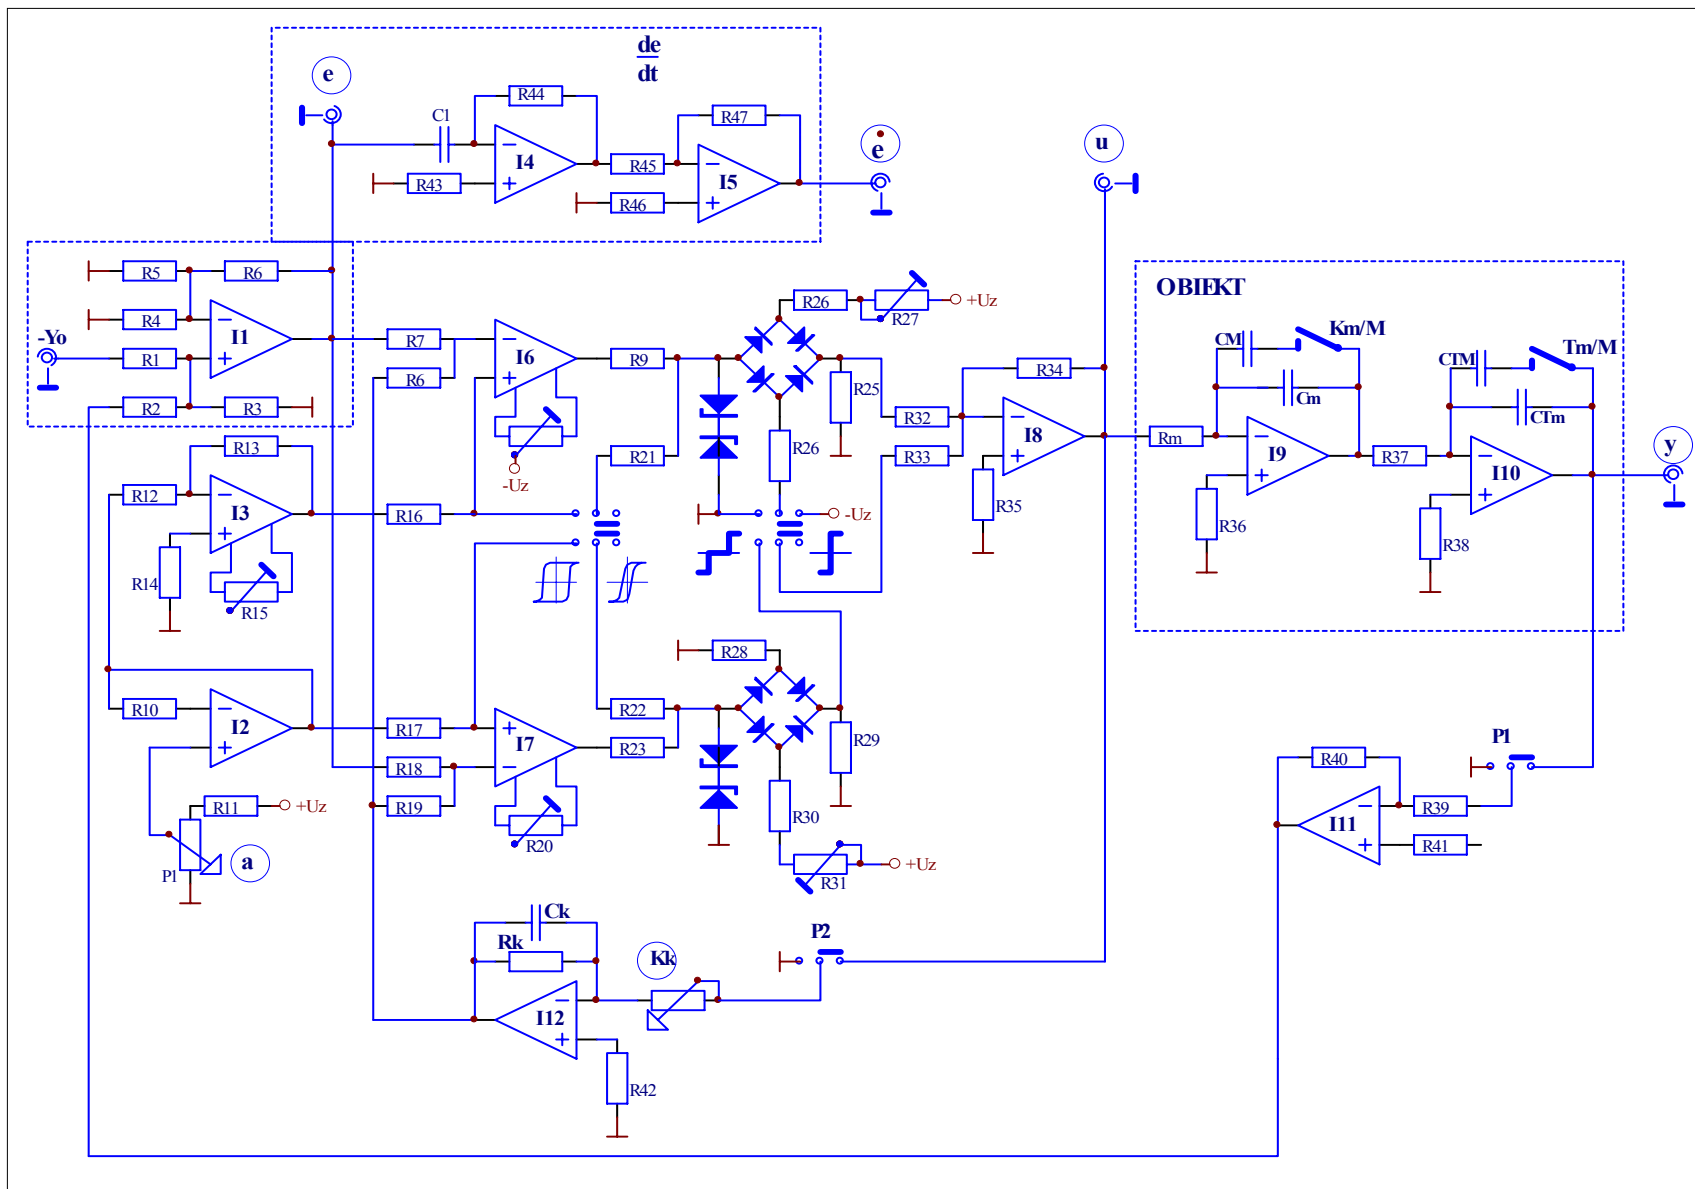 de
dt
e
R44
C1
I4
R43
R47
R45
I5
R46
ė
u
R5
R6
R4
-Yo
I1
R1
R2
R3
R7
R6
I6
R9
R26
R27
+Uz
R25
R26
-Uz
R21
R34
R32
R33
I8
R35
-Uz
OBIEKT
CM
Km/M
Cm
Rm
I9
R36
CTM
Tm/M
CTm
R37
I10
R38
y
R13
R12
I3
R14
R15
R16
R10
I2
R11
+Uz
P1
a
R17
R18
R19
I7
R20
R22
R23
R28
R29
R30
R31
+Uz
P1
R40
R39
I11
R41
Ck
Rk
Kk
P2
I12
R42